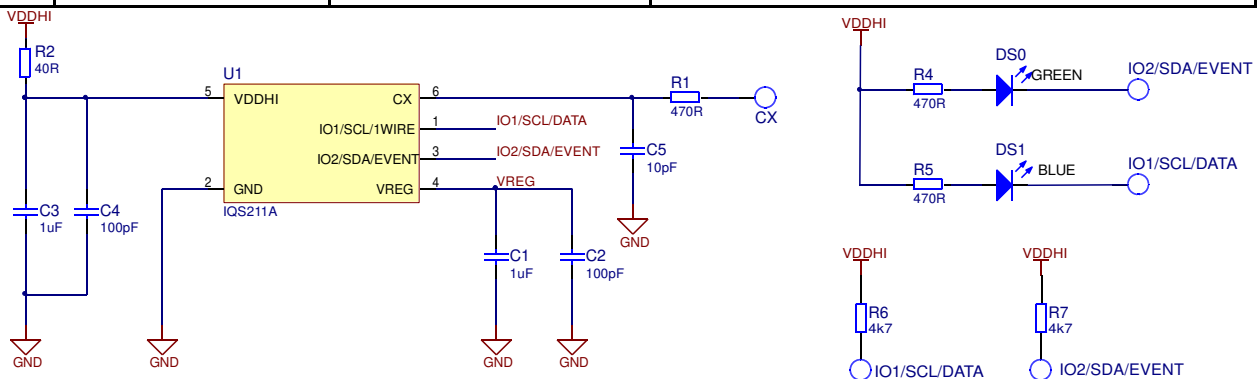 VDDHI
R2
40R
C3
1uF
C4
100pF
GND
GND
U1
5
VDDHI
CX
6
IO1/SCL/1WIRE
1
IO1/SCL/DATA
IO2/SDA/EVENT
3
IO2/SDA/EVENT
2
GND
VREG
4
VREG
IQS211A
R1
470R
CX
C5
10pF
GND
C1
1uF
C2
100pF
GND
GND
VDDHI
DS0
R4
GREEN
IO2/SDA/EVENT
470R
DS1
R5
BLUE
IO1/SCL/DATA
470R
VDDHI
R6
4k7
IO1/SCL/DATA
VDDHI
R7
4k7
IO2/SDA/EVENT